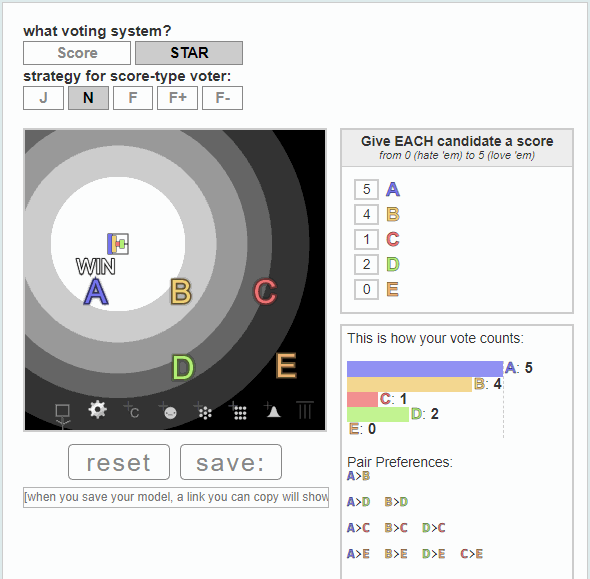 what voting system?
Score STAR
strategy for score-type voter:
J N F F+ F-
WIN
A B C
D E
C
reset save:
[when you save your model, a link you can copy will show
Give EACH candidate a score
from 0 (hate 'em) to 5 (love 'em)
5 A
4 B
1 C
2 D
0 E
This is how your vote counts:
A: 5
B: 4
C: 1
D: 2
E: 0
Pair Preferences:
A>B
A>D B>D
A>C B>C D>C
A>E B>E D>E C>E